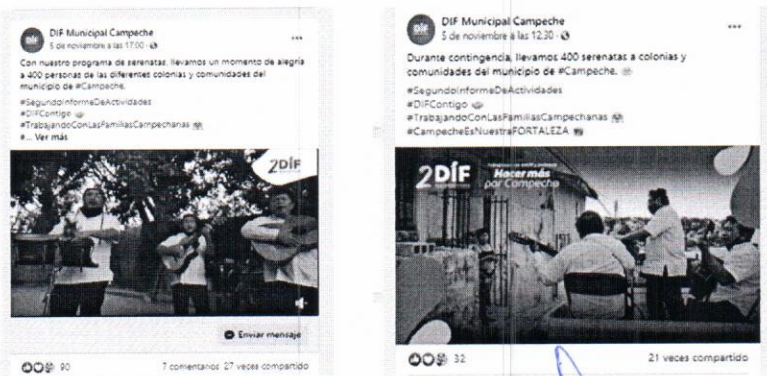 DIF Municipal Campeche
5 de noviembre a las 17:00 ·
Con nuestro programa de serenatas, llevamos un momento de alegría
a 400 personas de las diferentes colonias y comunidades del
municipio de #Campeche.
#SegundoInformeDeActividades
#DIFContigo
#TrabajandoConLasFamiliasCampechanas
#... Ver más
2DIF
Enviar mensaje
90
7 comentarios 27 veces compartido
DIF Municipal Campeche
5 de noviembre a las 12:30 ·
Durante contingencia, llevamos 400 serenatas a colonias y
comunidades del municipio de #Campeche.
#SegundoInformeDeActividades
#DIFContigo
#TrabajandoConLasFamiliasCampechanas
#CampecheEsNuestraFORTALEZA
2DIF
Hacer más
por Campeche
32
21 veces compartido